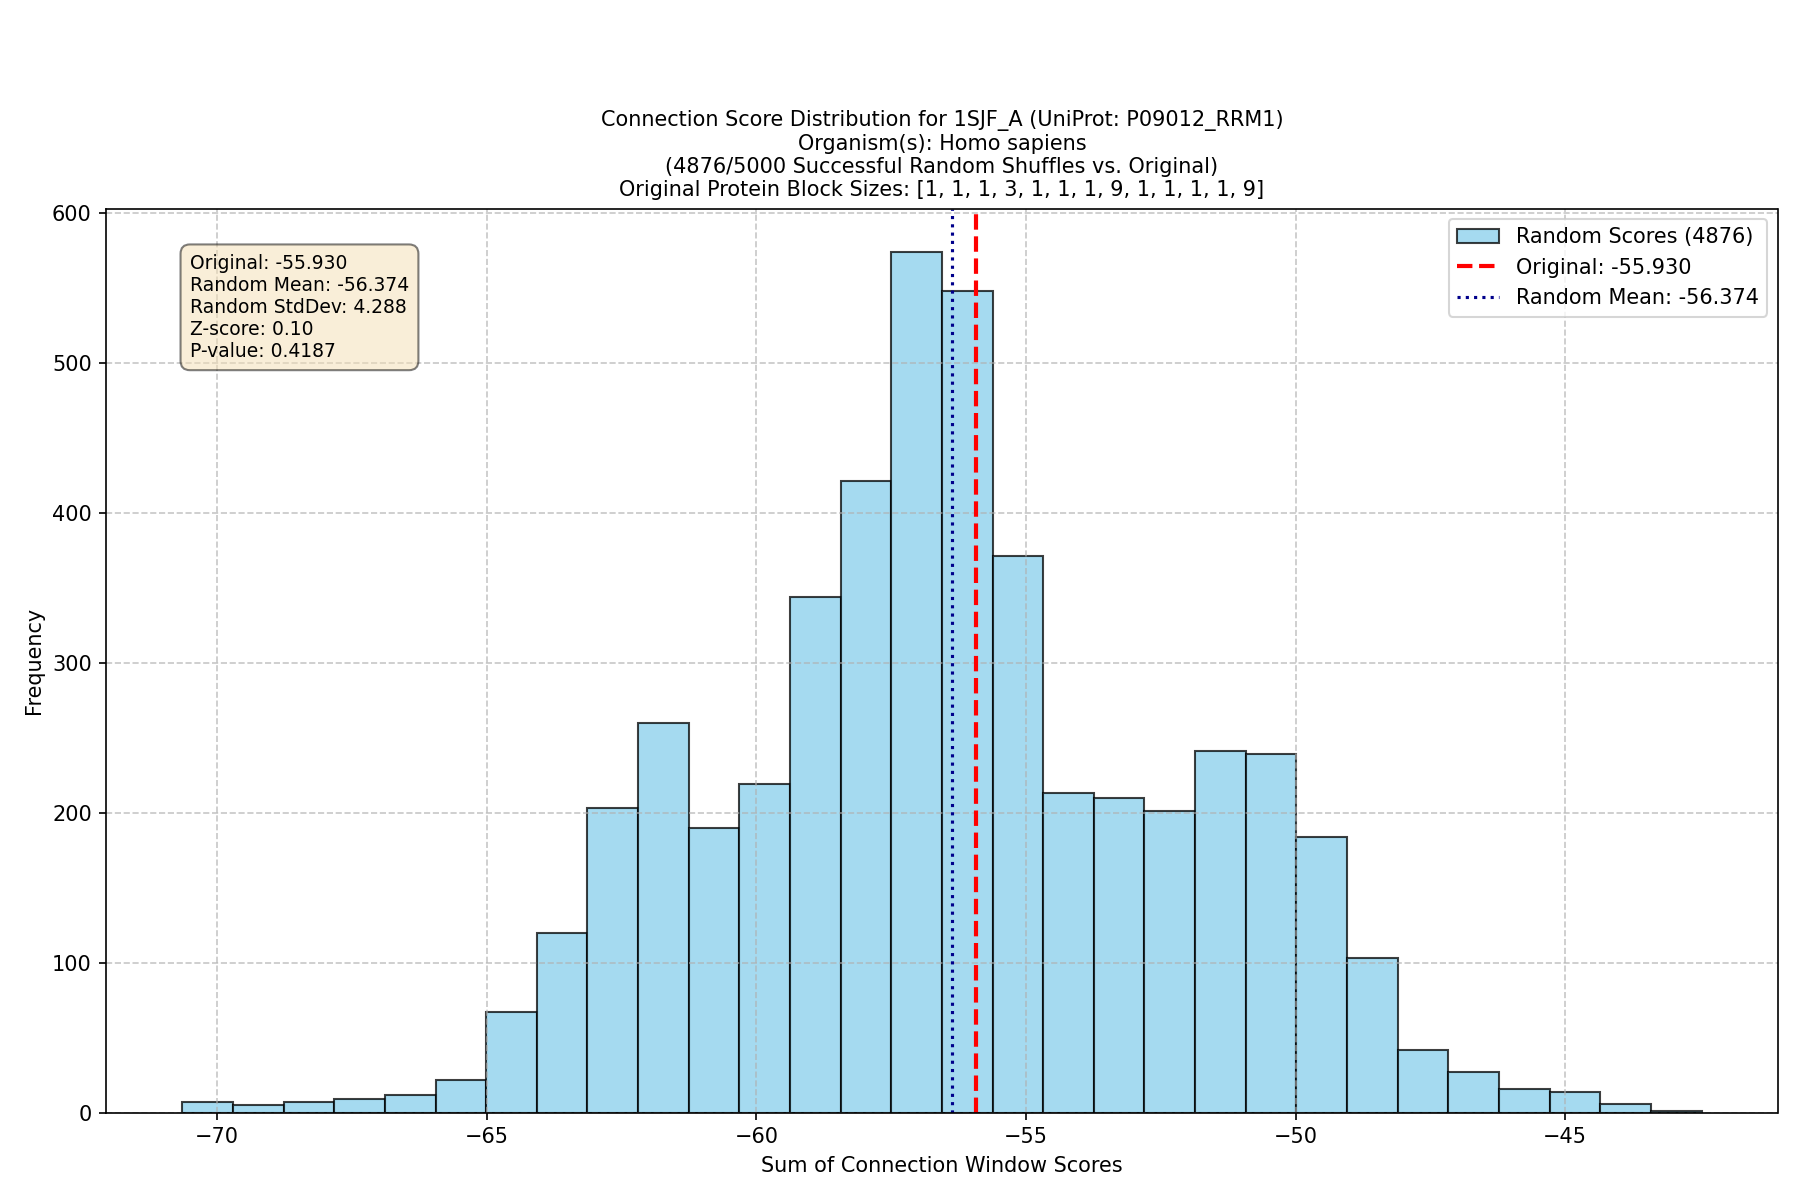 Connection Score Distribution for 1SJF_A (UniProt: P09012_RRM1)
Organism(s): Homo sapiens
(4876/5000 Successful Random Shuffles vs. Original)
Original Protein Block Sizes: [1, 1, 1, 3, 1, 1, 1, 9, 1, 1, 1, 1, 9]
Original: -55.930
Random Mean: -56.374
Random StdDev: 4.288
Z-score: 0.10
P-value: 0.4187
Random Scores (4876)
Original: -55.930
Random Mean: -56.374
Frequency
600
500
400
300
200
100
0
−70
−65
−60
−55
−50
−45
Sum of Connection Window Scores